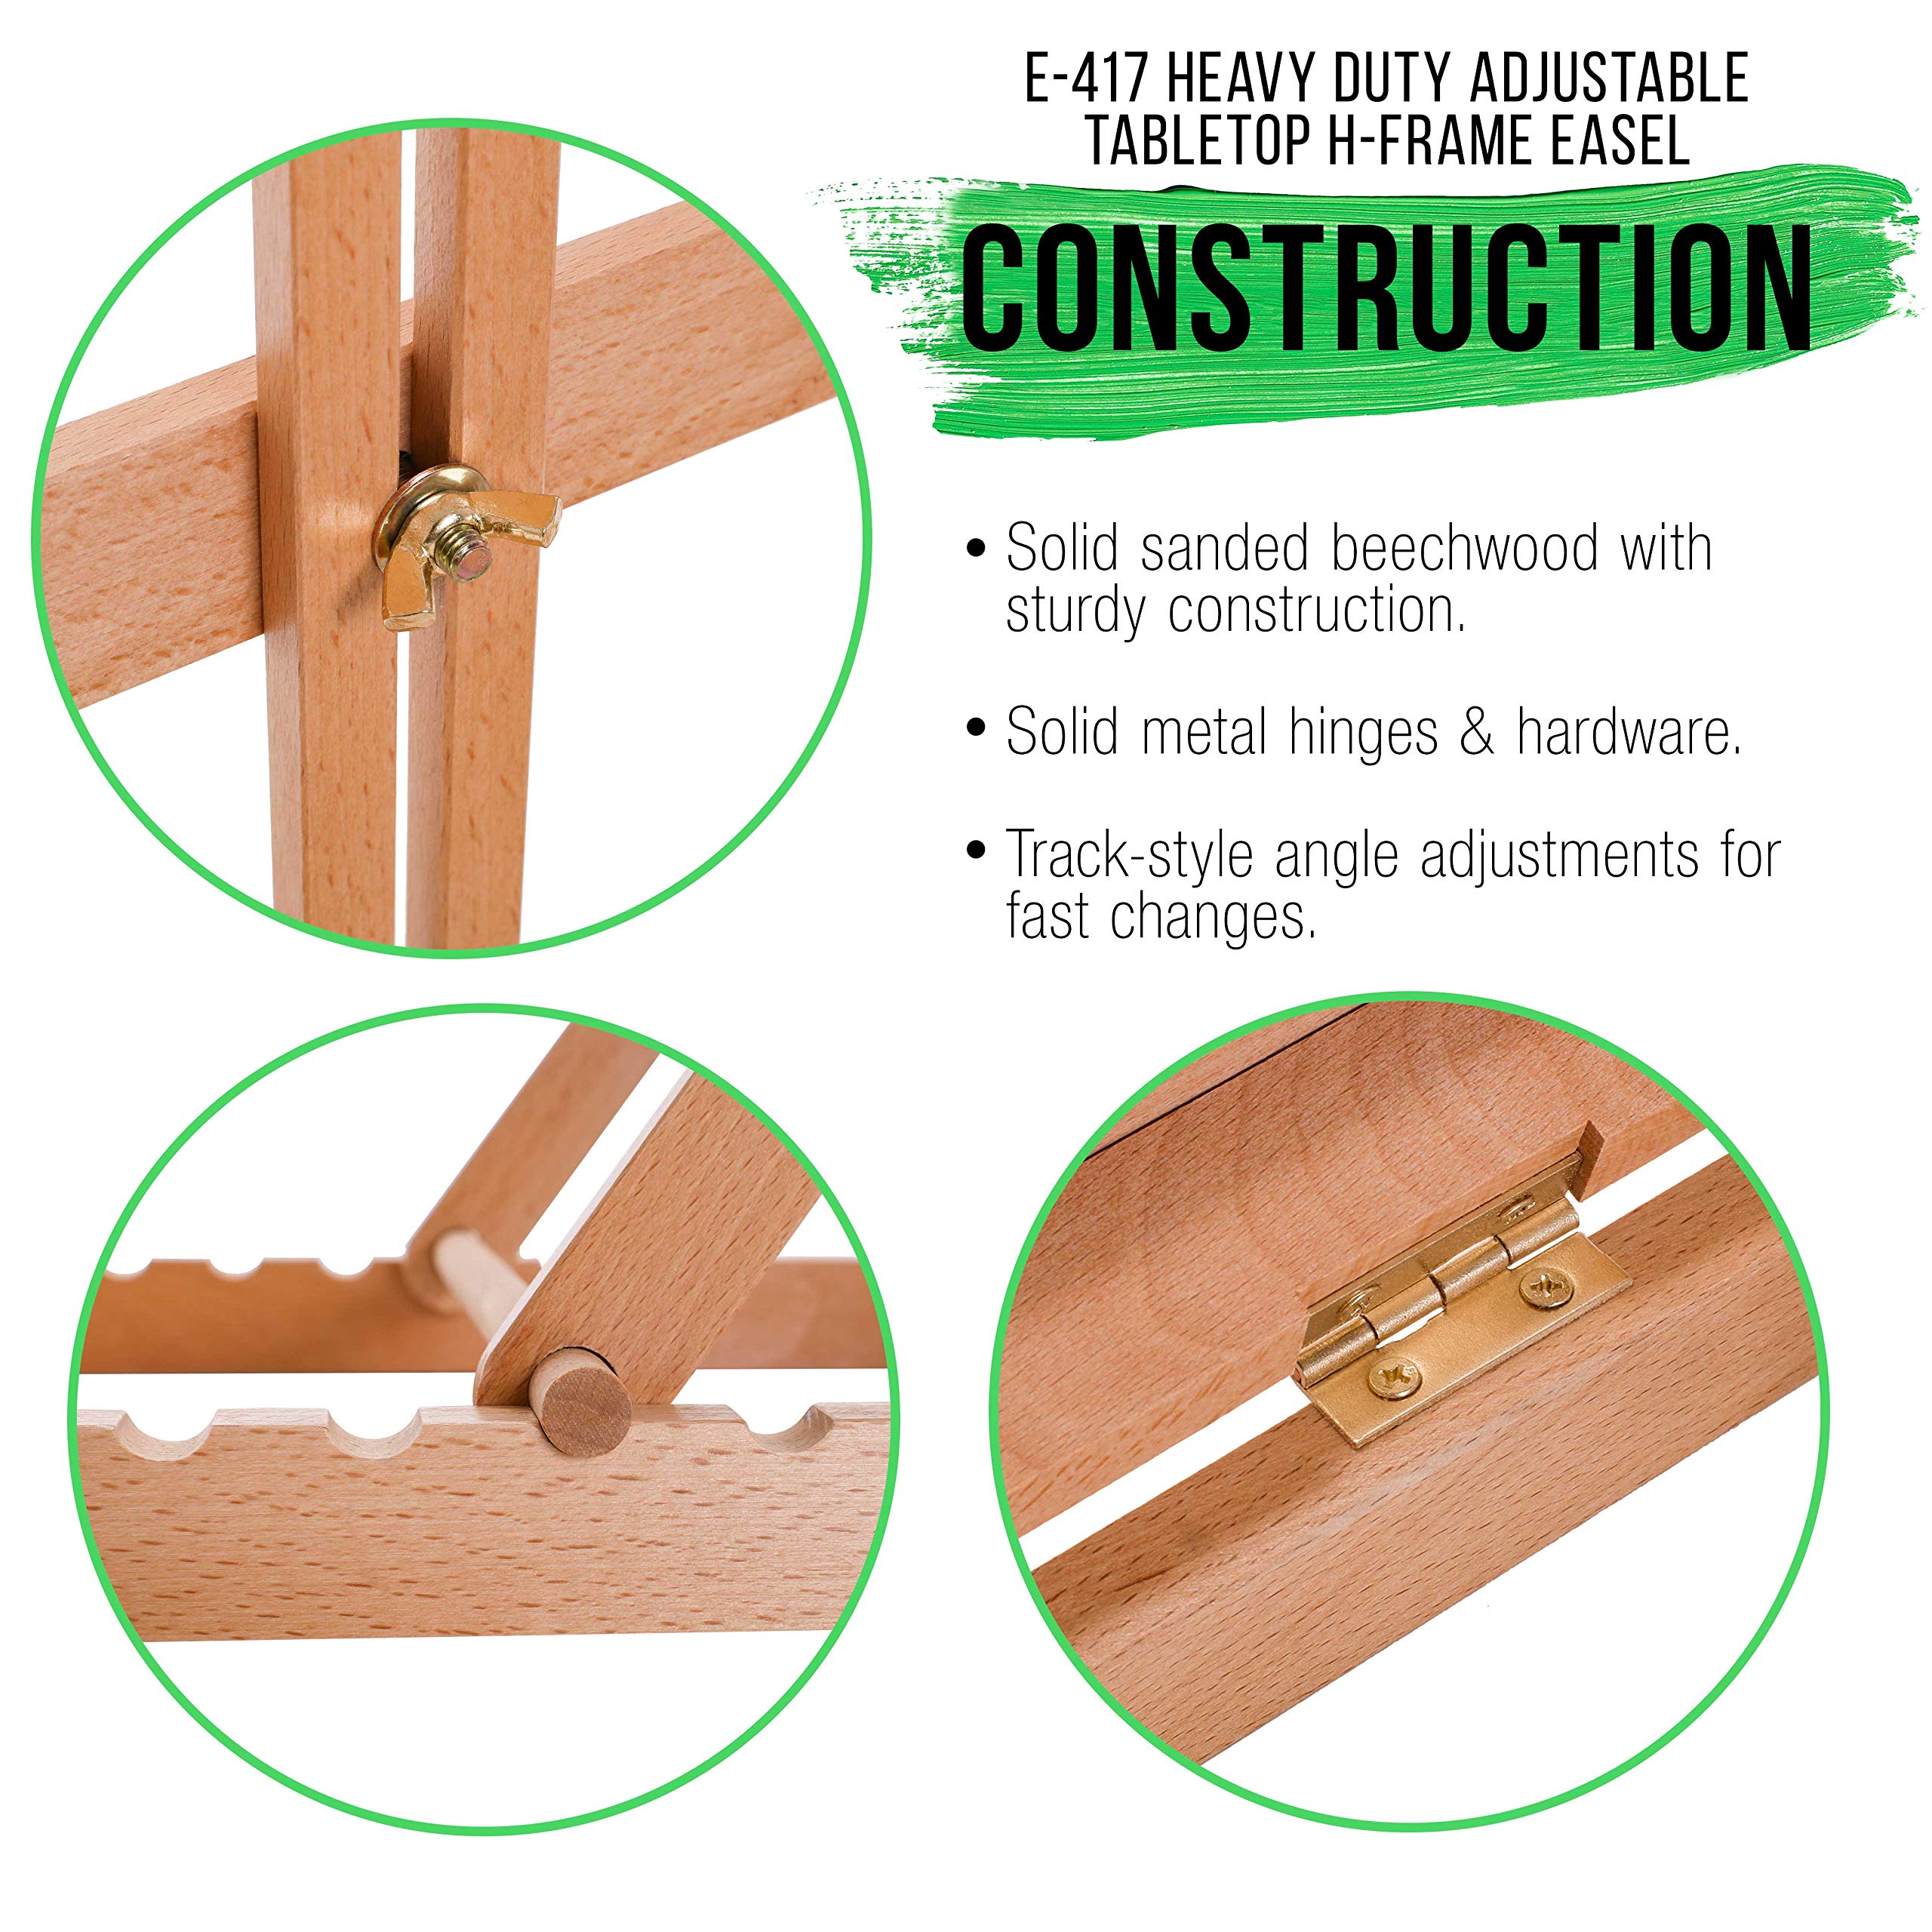 E-417 HEAVY DUTY ADJUSTABLE
TABLETOP H-FRAME EASEL
CONSTRUCTION
• Solid sanded beechwood with
sturdy construction.
• Solid metal hinges & hardware.
• Track-style angle adjustments for
fast changes.